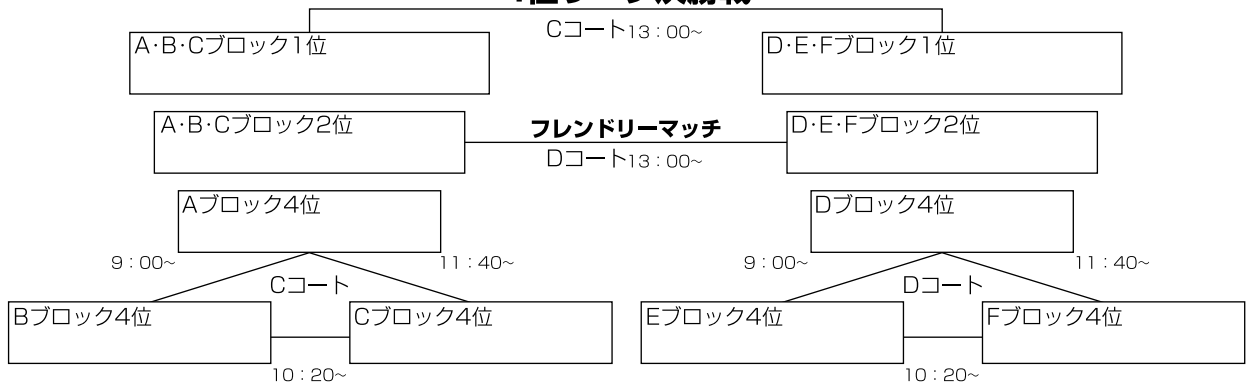 Cコート13：00~
A･B･Cブロック1位
D･E･Fブロック1位
A･B･Cブロック2位
フレンドリーマッチ
D･E･Fブロック2位
Dコート13：00~
Aブロック4位
Dブロック4位
9：00~
11：40~
9：00~
11：40~
Cコート
Dコート
Bブロック4位
Cブロック4位
Eブロック4位
Fブロック4位
10：20~
10：20~